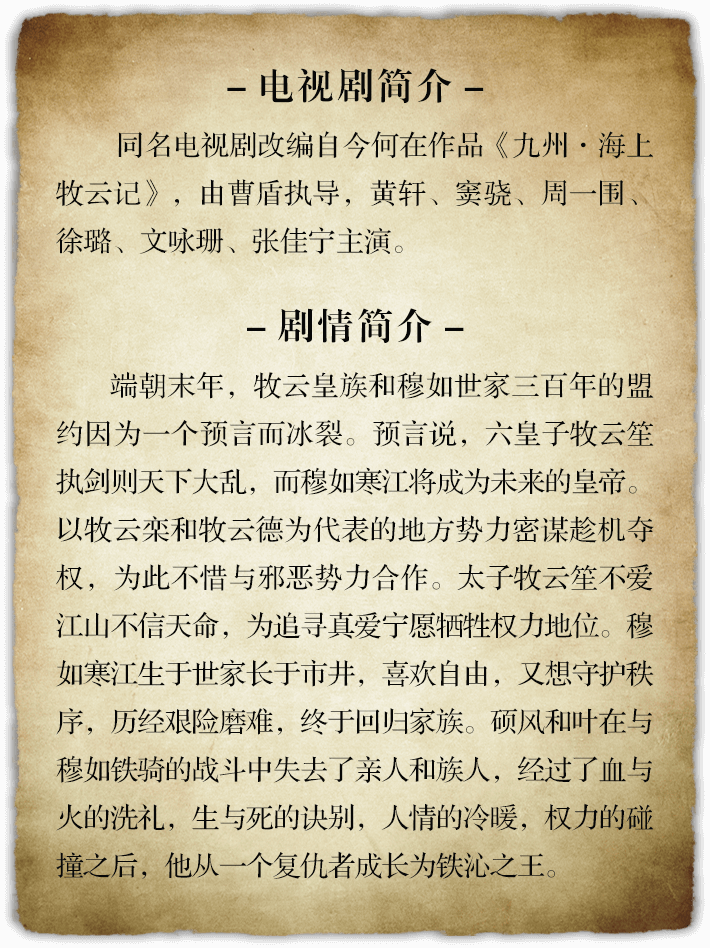 – 电视剧简介 –
同名电视剧改编自今何在作品《九州·海上
牧云记》，由曹盾执导，黄轩、窦骁、周一围、
徐璐、文咏珊、张佳宁主演。
– 剧情简介 –
端朝末年，牧云皇族和穆如世家三百年的盟
约因为一个预言而冰裂。预言说，六皇子牧云笙
执剑则天下大乱，而穆如寒江将成为未来的皇帝。
以牧云栾和牧云德为代表的地方势力密谋趁机夺
权，为此不惜与邪恶势力合作。太子牧云笙不爱
江山不信天命，为追寻真爱宁愿牺牲权力地位。穆
如寒江生于世家长于市井，喜欢自由，又想守护秩
序，历经艰险磨难，终于回归家族。硕风和叶在与
穆如铁骑的战斗中失去了亲人和族人，经过了血与
火的洗礼，生与死的诀别，人情的冷暖，权力的碰
撞之后，他从一个复仇者成长为铁沁之王。